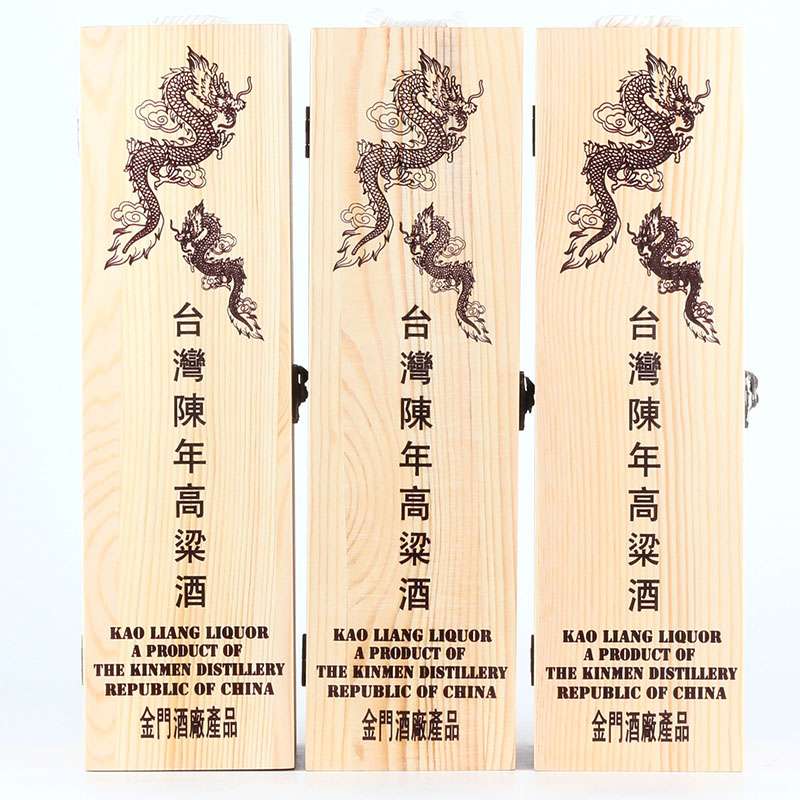 台灣陳年高粱酒
KAO LIANG LIQUOR
A PRODUCT OF
THE KINMEN DISTILLERY
REPUBLIC OF CHINA
金門酒廠產品
台灣陳年高粱酒
KAO LIANG LIQUOR
A PRODUCT OF
THE KINMEN DISTILLERY
REPUBLIC OF CHINA
金門酒廠產品
台灣陳年高粱酒
KAO LIANG LIQUOR
A PRODUCT OF
THE KINMEN DISTILLERY
REPUBLIC OF CHINA
金門酒廠產品